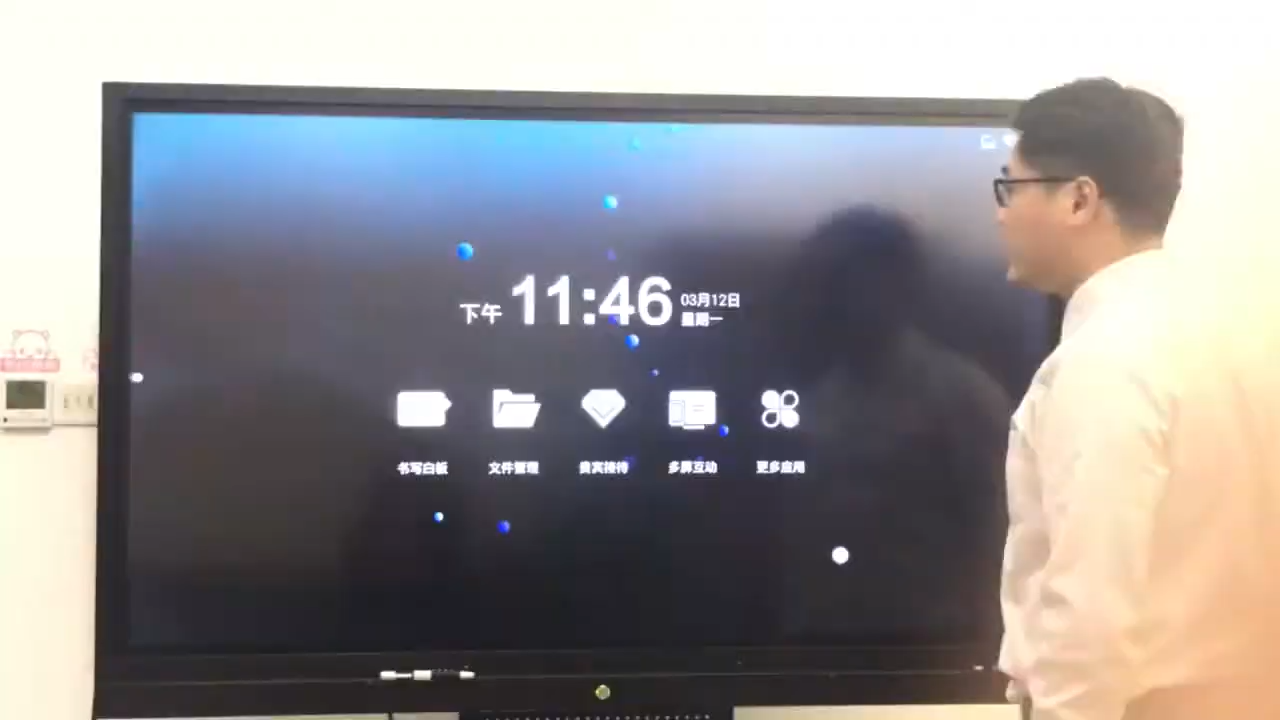 下午 11:46 03月12日
星期一
书写白板 文件管理 贵宾接待 多屏互动 更多应用